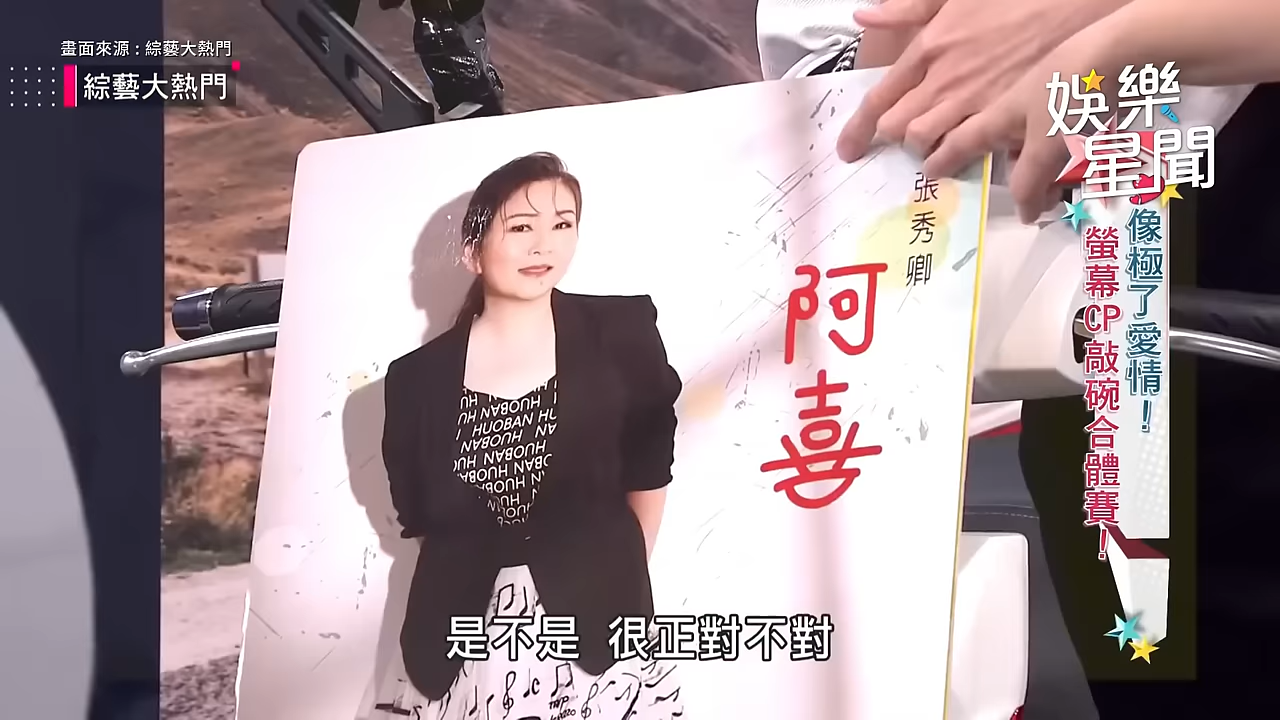 畫面來源：綜藝大熱門
綜藝大熱門
娛樂
星聞
像極了愛情！
螢幕CP敲碗合體賽！
張秀卿
阿喜
HUOBAN HU
HUOBAN HUOBAN
是不是 很正對不對